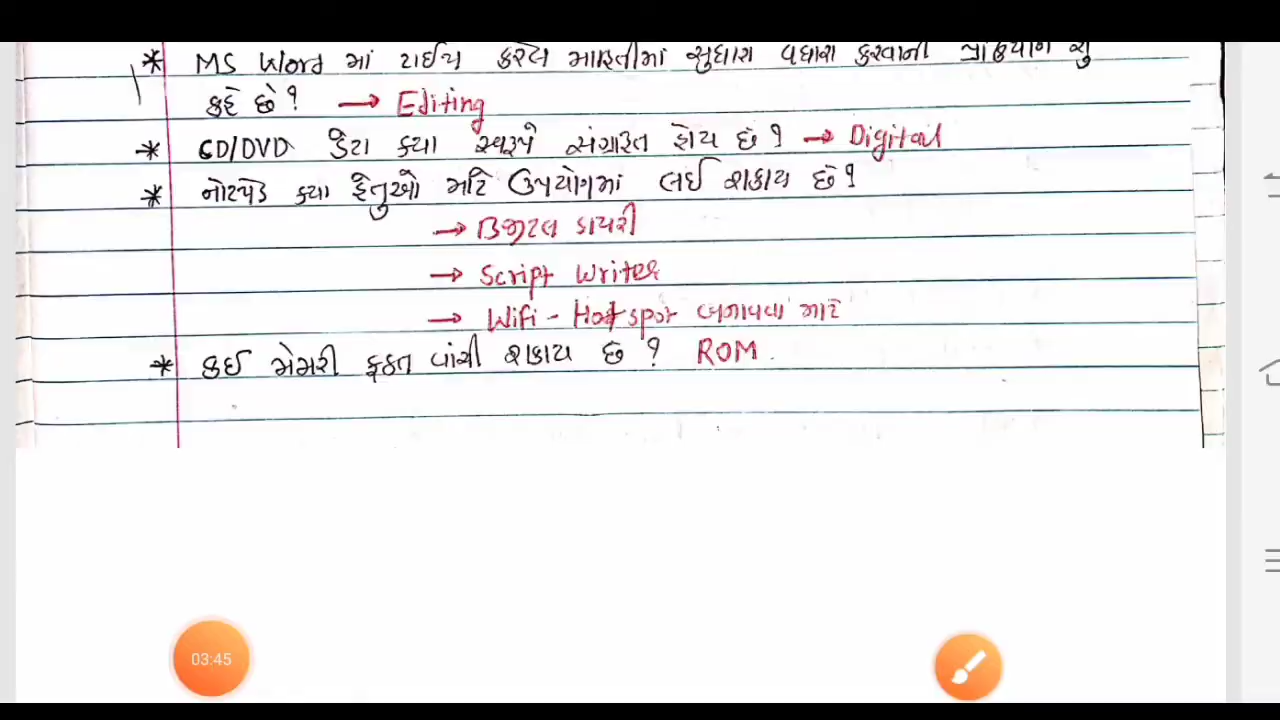 * MS Word માં ટાઈપ કરેલ માહિતીમાં સુધારા વધારા કરવાની પ્રક્રિયાને શું
કહે છે? → Editing
* CD/DVD ડેટા ક્યા સ્વરૂપે સંગ્રહિત હોય છે? → Digital
* નોટપેડ ક્યા હેતુઓ માટે ઉપયોગમાં લઈ શકાય છે?
→ ડિજીટલ ડાયરી
→ Script Writer
→ Wifi - Hotspot બનાવવા માટે
* કઈ મેમરી ફક્ત વાંચી શકાય છે? ROM.
03:45